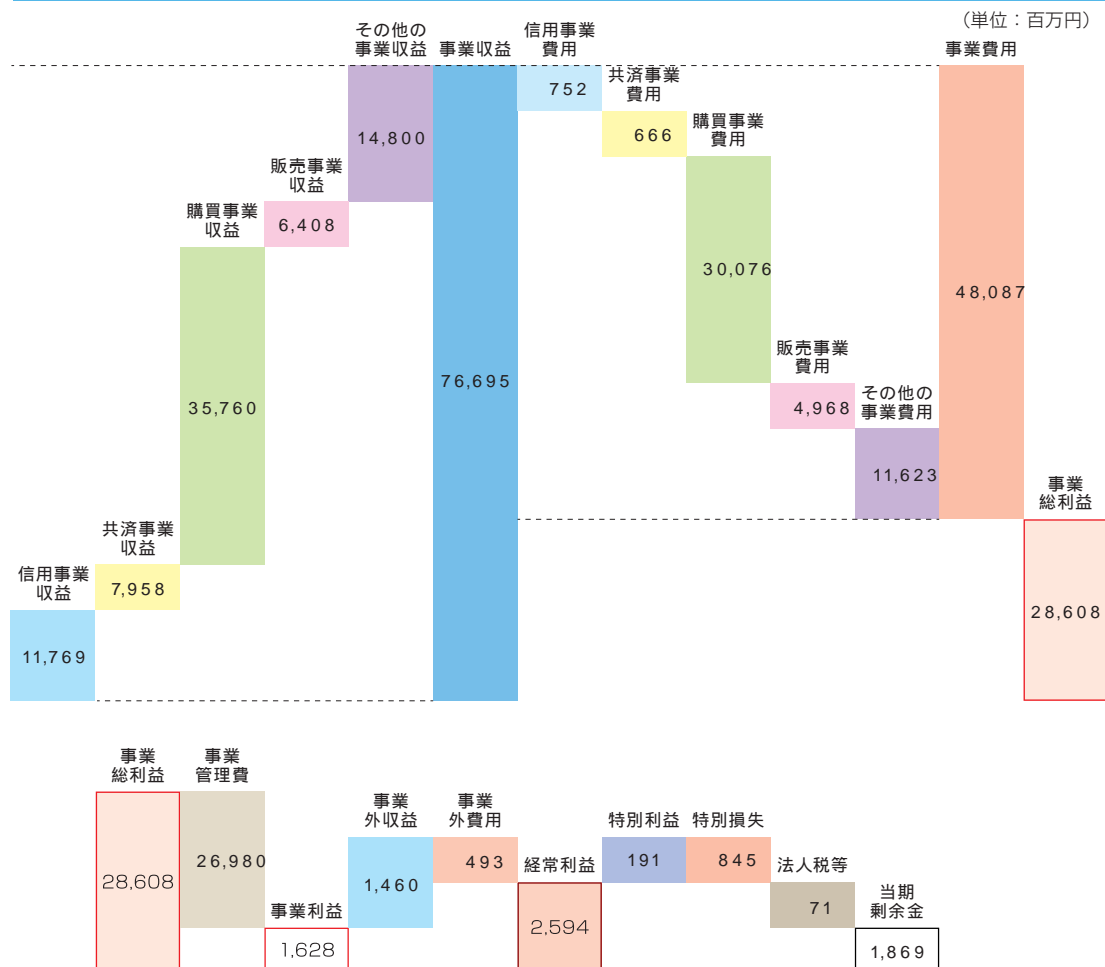 （単位：百万円）
その他の
事業収益
14,800
事業収益
76,695
信用事業
費用
752
共済事業
費用
666
購買事業
費用
30,076
販売事業
費用
4,968
その他の
事業費用
11,623
事業費用
48,087
事業
総利益
28,608
販売事業
収益
6,408
購買事業
収益
35,760
共済事業
収益
7,958
信用事業
収益
11,769
事業
総利益
28,608
事業
管理費
26,980
事業利益
1,628
事業
外収益
1,460
事業
外費用
493
経常利益
2,594
特別利益
191
特別損失
845
法人税等
71
当期
剰余金
1,869